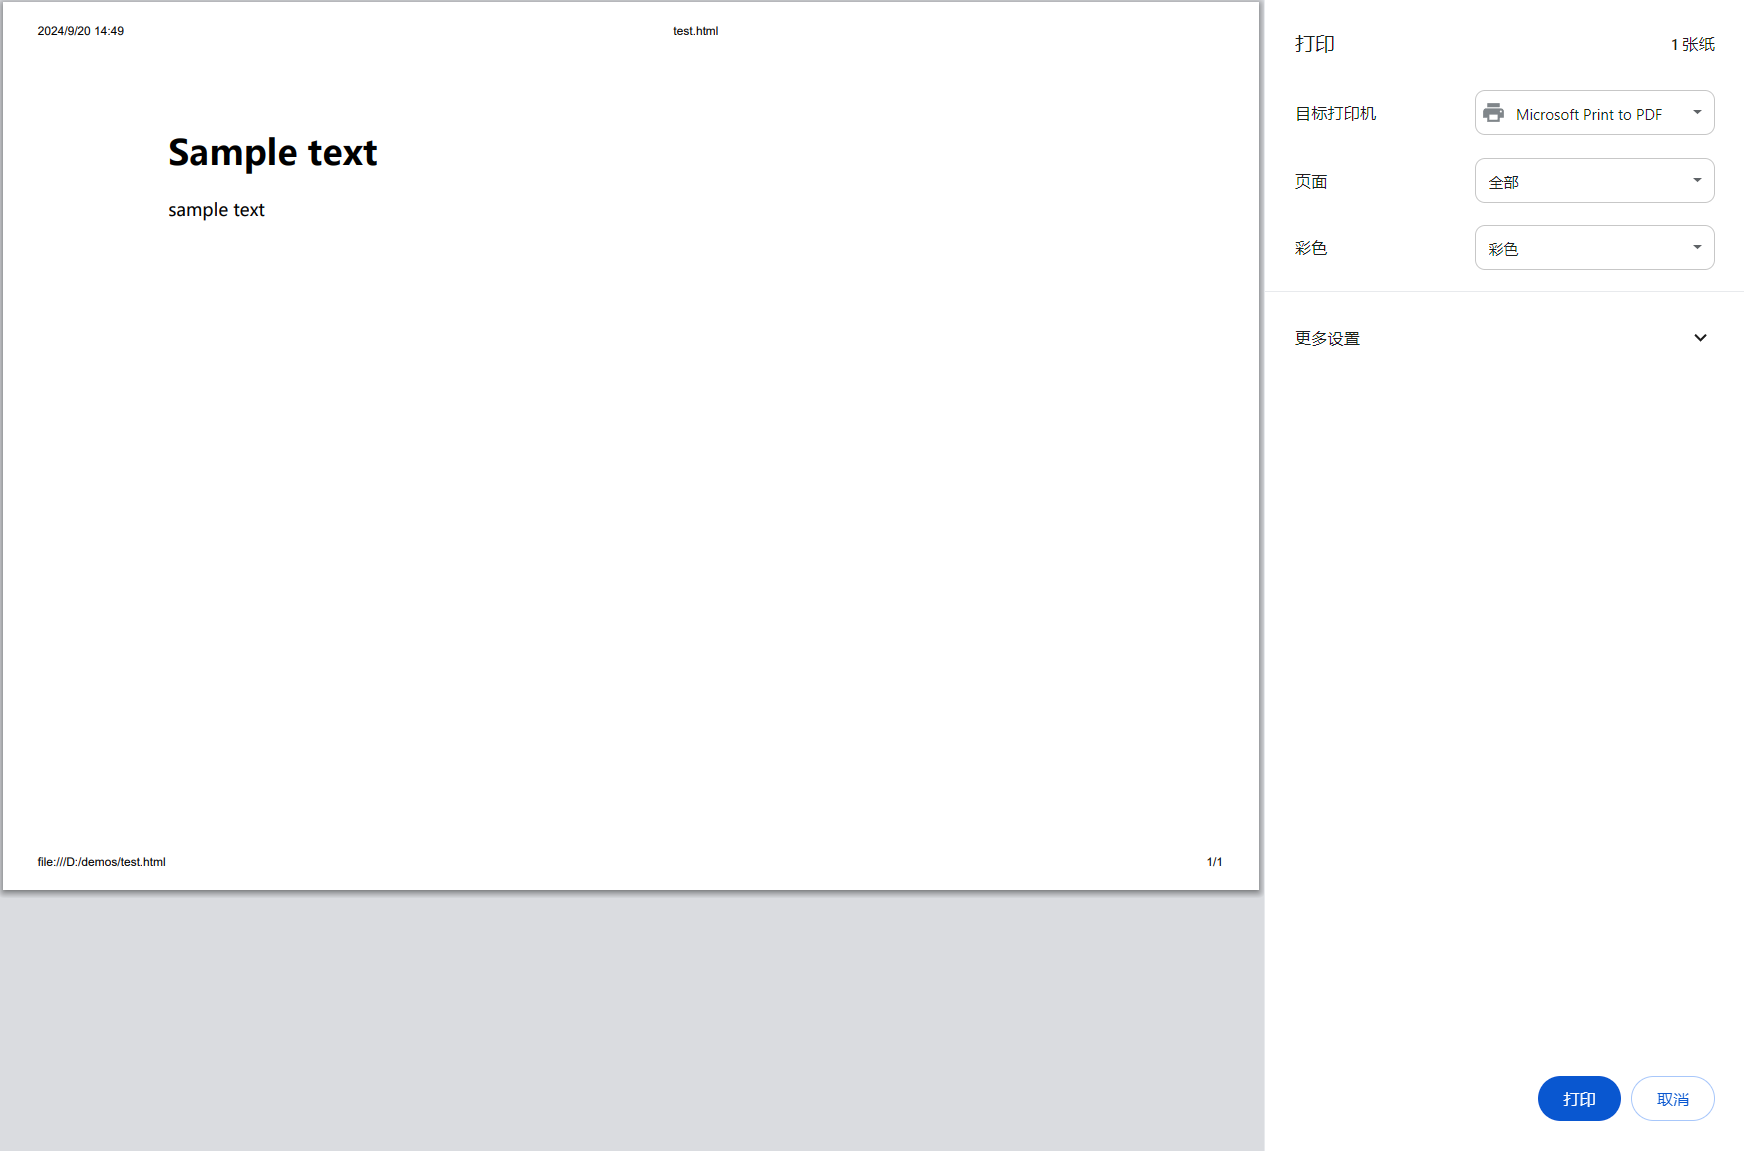 2024/9/20 14:49
test.html
Sample text
sample text
file:///D:/demos/test.html
1/1
打印
1 张纸
目标打印机
Microsoft Print to PDF
页面
全部
彩色
彩色
更多设置
打印
取消